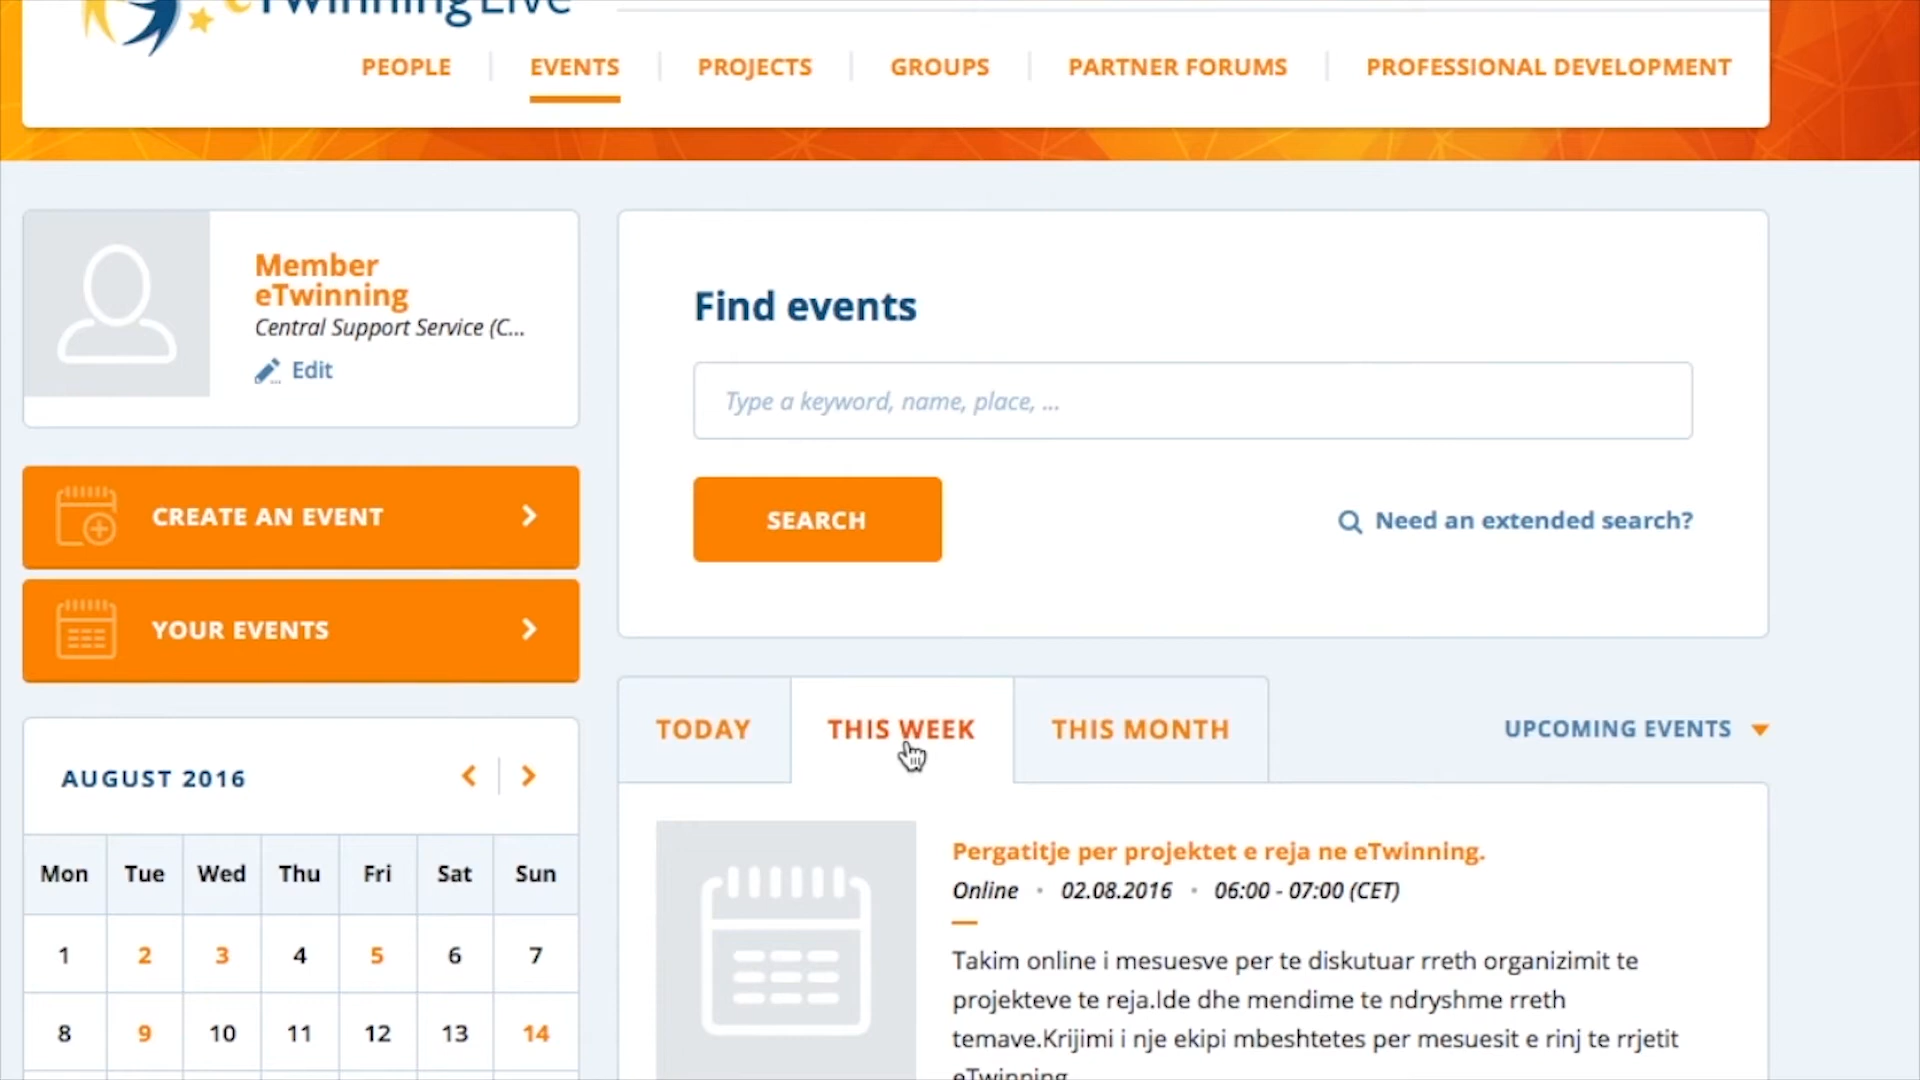 eTwinning Live
PEOPLE
EVENTS
PROJECTS
GROUPS
PARTNER FORUMS
PROFESSIONAL DEVELOPMENT
Member
eTwinning
Central Support Service (C...
Edit
CREATE AN EVENT
YOUR EVENTS
AUGUST 2016
Mon Tue Wed Thu Fri Sat Sun
1 2 3 4 5 6 7
8 9 10 11 12 13 14
Find events
Type a keyword, name, place, ...
SEARCH
Need an extended search?
TODAY
THIS WEEK
THIS MONTH
UPCOMING EVENTS
Pergatitje per projektet e reja ne eTwinning.
Online • 02.08.2016 • 06:00 - 07:00 (CET)
Takim online i mesuesve per te diskutuar rreth organizimit te
projekteve te reja.Ide dhe mendime te ndryshme rreth
temave.Krijimi i nje ekipi mbeshtetes per mesuesit e rinj te rrjetit
eTwinning